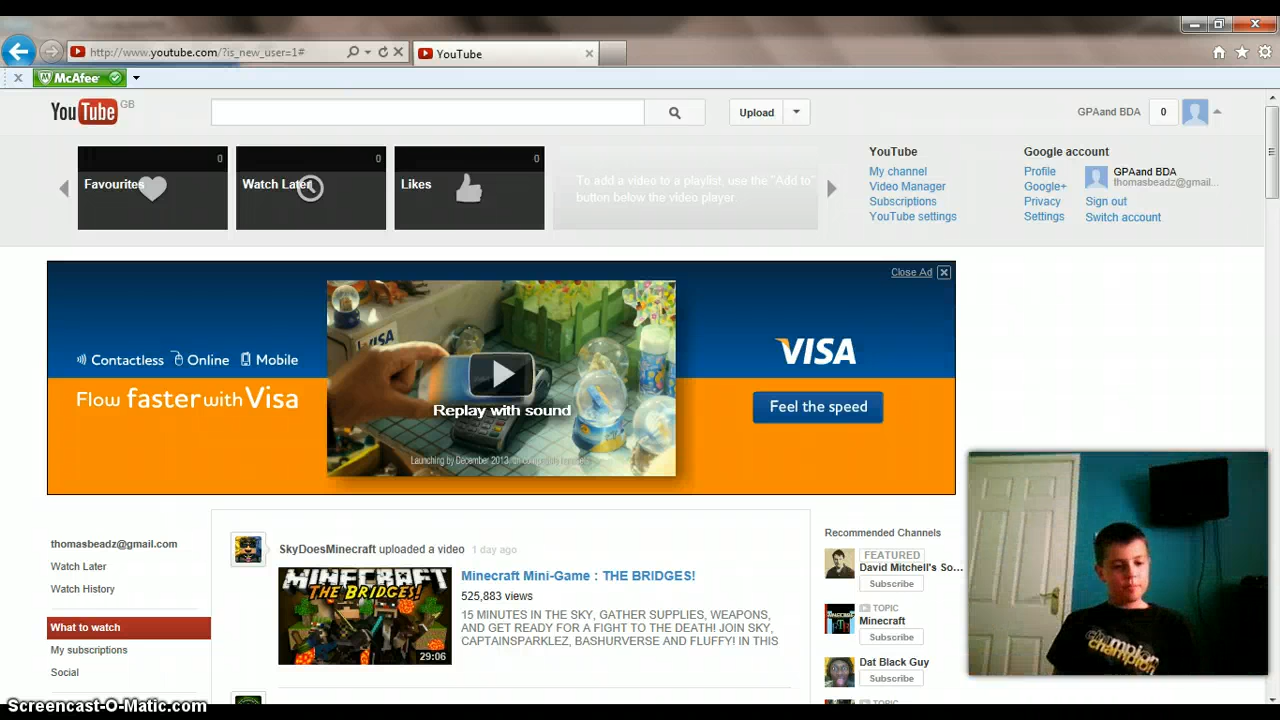 http://www.youtube.com/?is_new_user=1#
YouTube
McAfee
YouTube GB
Upload
GPAand BDA
0
Favourites
0
Watch Later
0
Likes
0
To add a video to a playlist, use the "Add to"
button below the video player.
YouTube
My channel
Video Manager
Subscriptions
YouTube settings
Google account
Profile
Google+
Privacy
Settings
GPAand BDA
thomasbeadz@gmail...
Sign out
Switch account
Close Ad
Contactless Online Mobile
Flow faster with Visa
VISA
Replay with sound
VISA
Feel the speed
thomasbeadz@gmail.com
Watch Later
Watch History
What to watch
My subscriptions
Social
SkyDoesMinecraft uploaded a video 1 day ago
MINECRAFT
THE BRIDGES!
29:06
Minecraft Mini-Game : THE BRIDGES!
525,883 views
15 MINUTES IN THE SKY, GATHER SUPPLIES, WEAPONS,
AND GET READY FOR A FIGHT TO THE DEATH! JOIN SKY,
CAPTAINSPARKLEZ, BASHURVERSE AND FLUFFY! IN THIS
Recommended Channels
FEATURED
David Mitchell's So...
Subscribe
TOPIC
Minecraft
Subscribe
Dat Black Guy
Subscribe
TOPIC
champion
Screencast-O-Matic.com